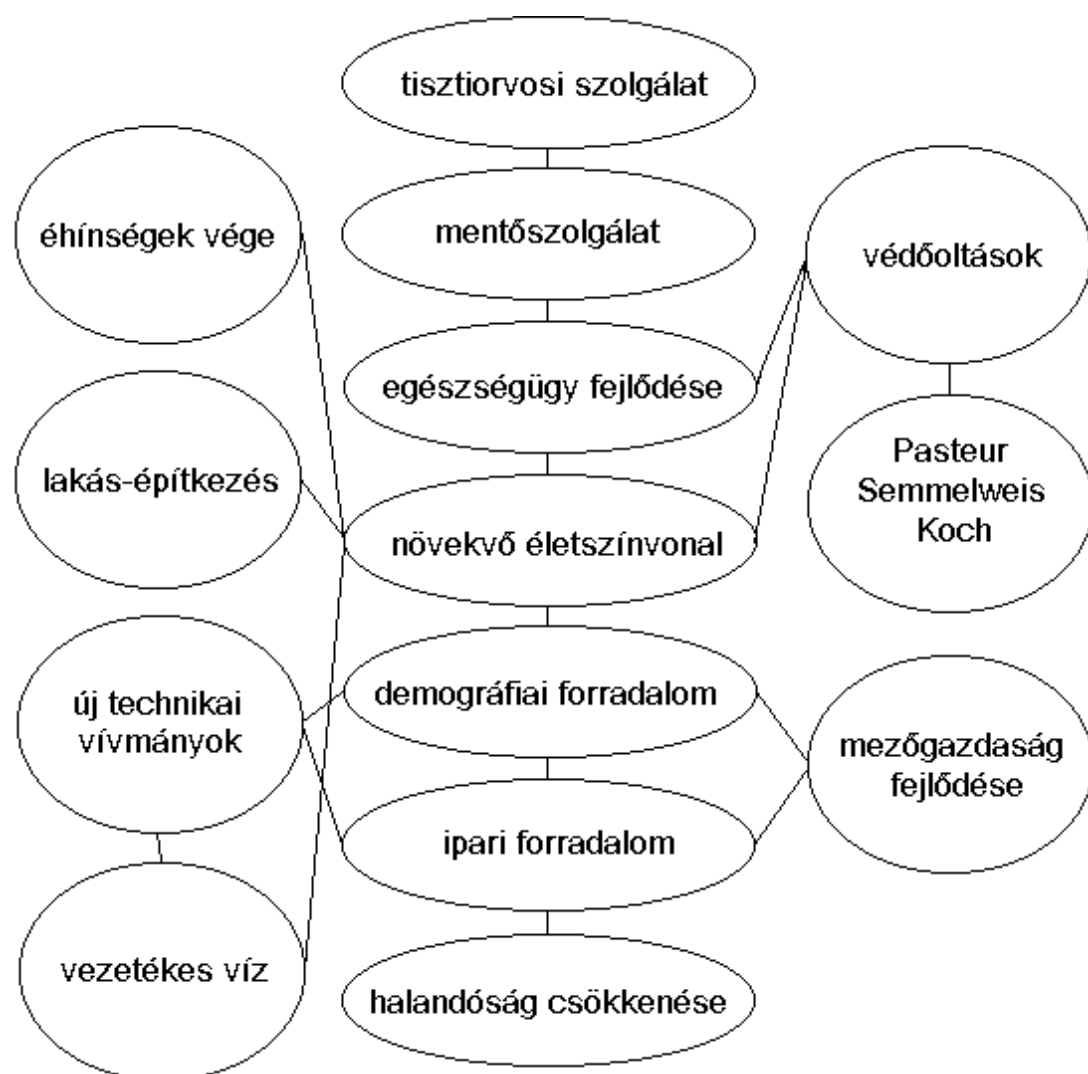 tisztiorvosi szolgálat
éhínségek vége
mentőszolgálat
védőoltások
egészségügy fejlődése
lakás-építkezés
Pasteur
Semmelweis
Koch
növekvő életszínvonal
új technikai
vívmányok
demográfiai forradalom
mezőgazdaság
fejlődése
ipari forradalom
vezetékes víz
halandóság csökkenése